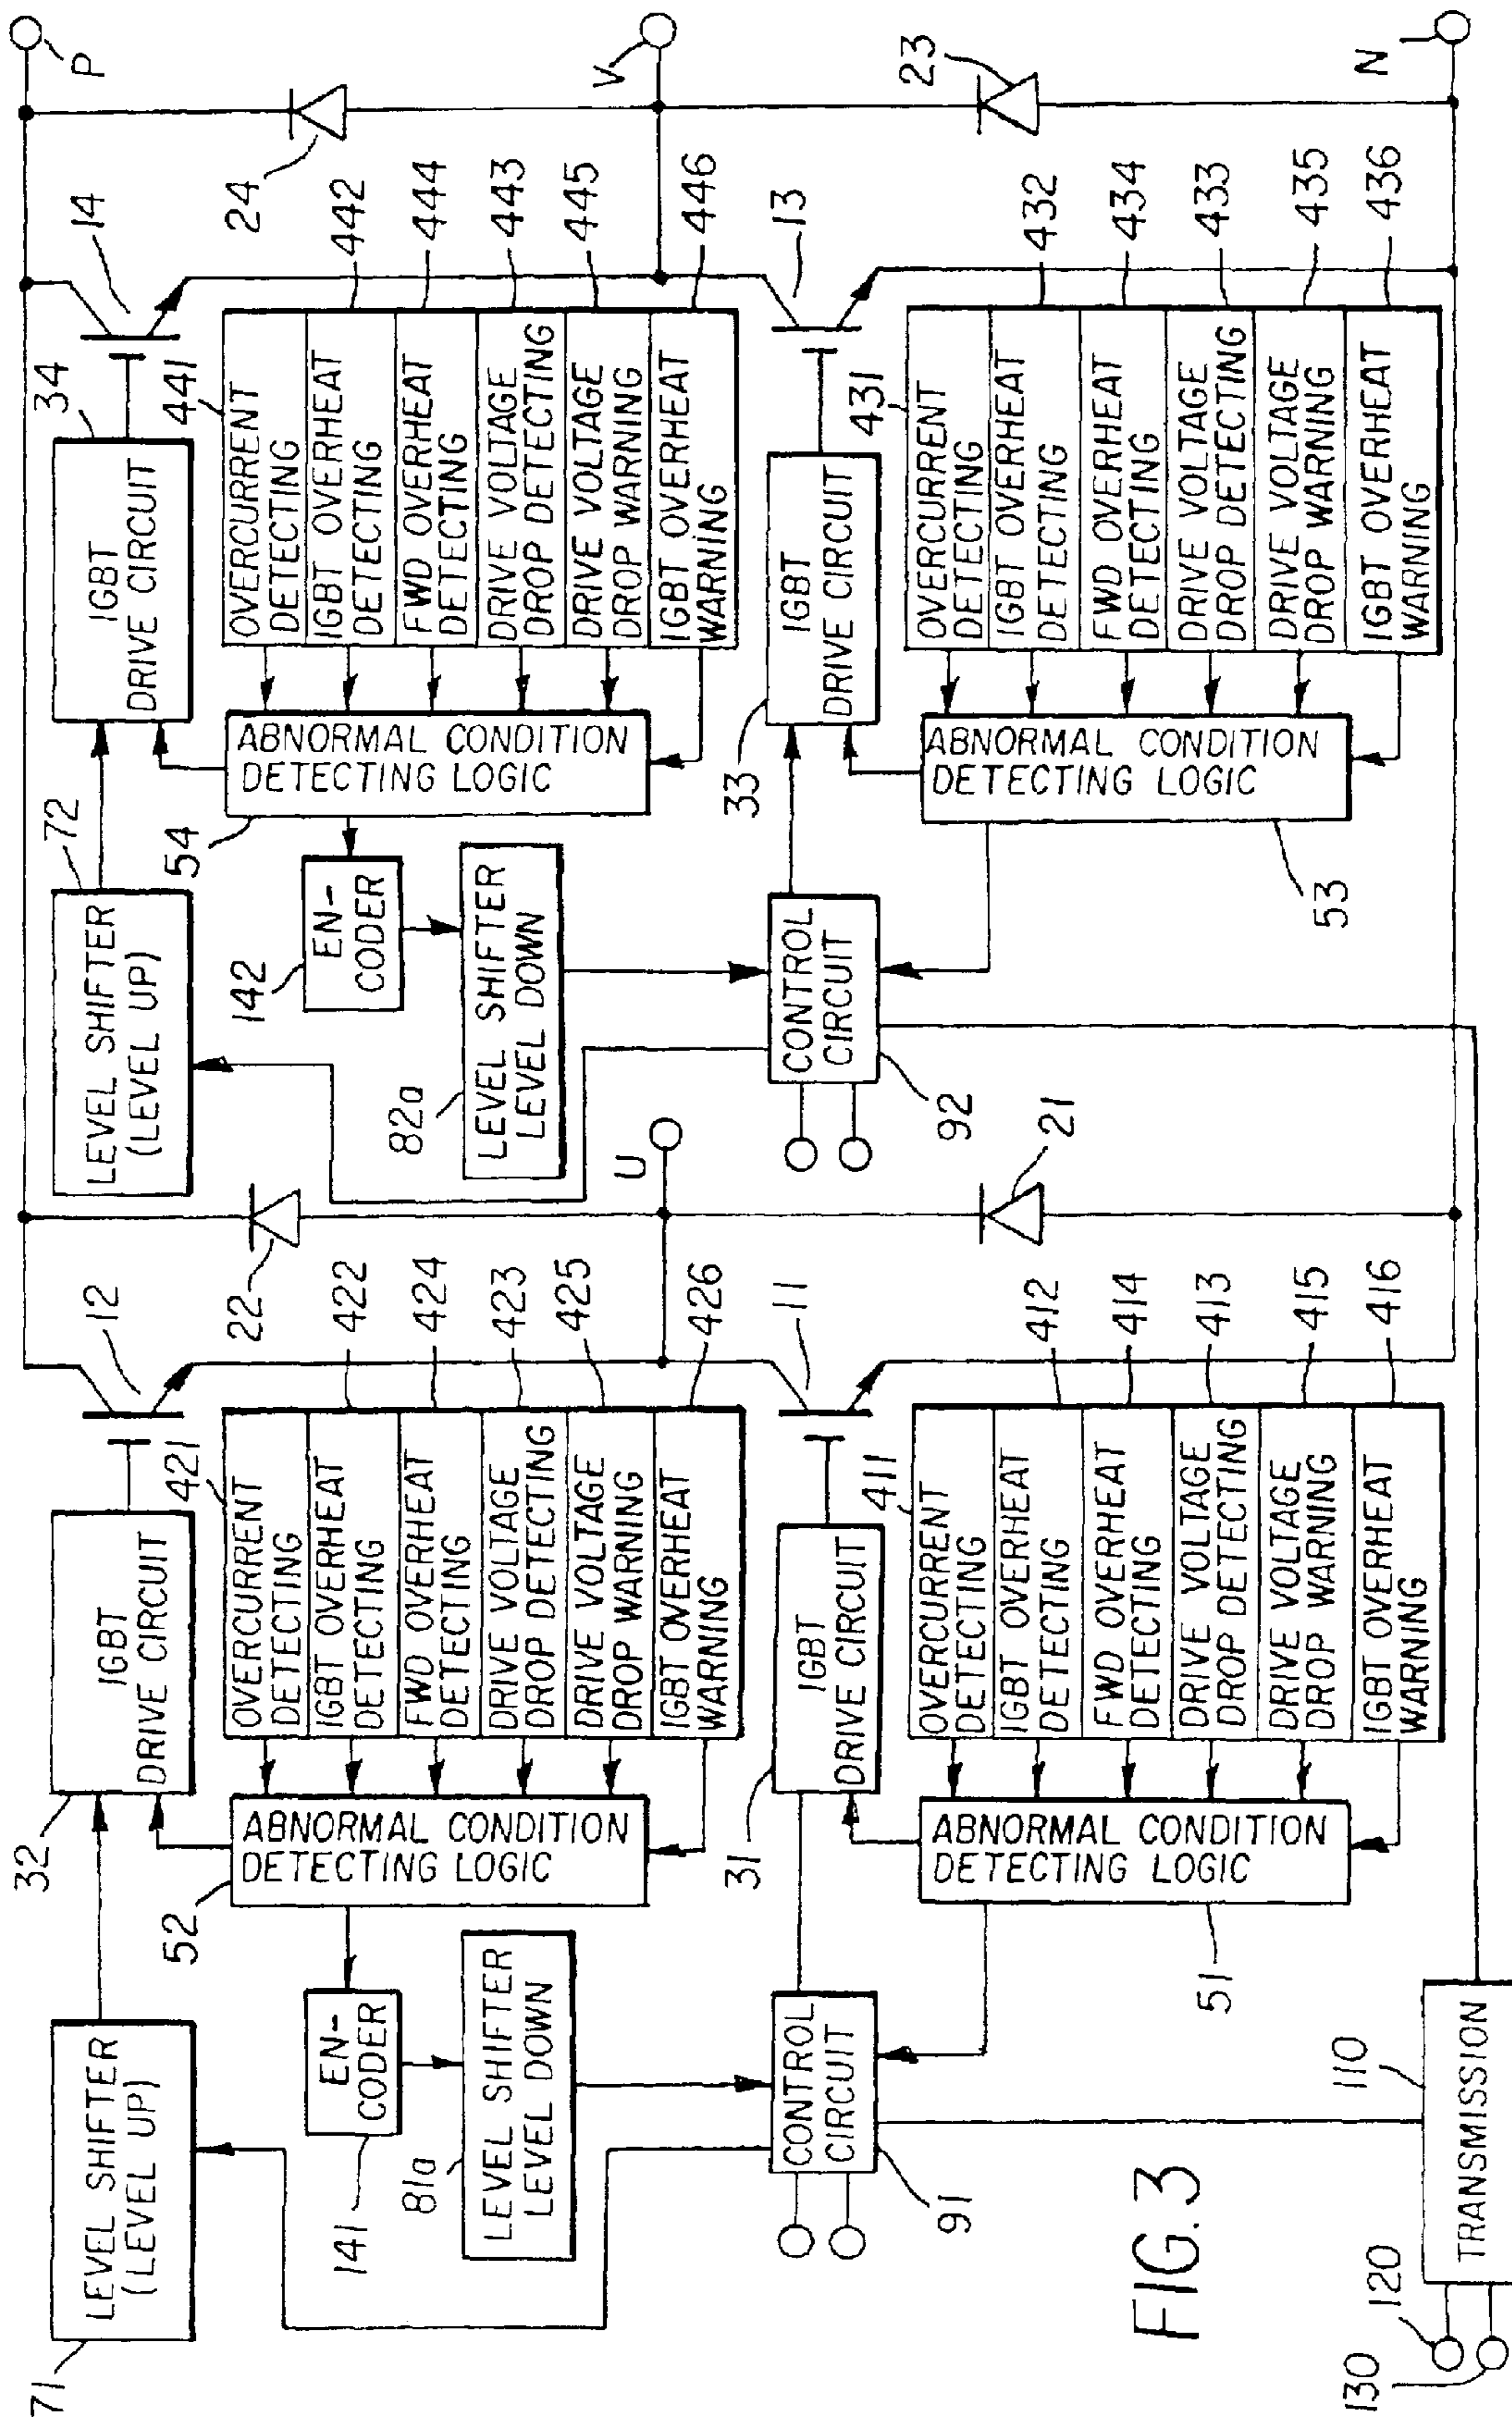 71
LEVEL SHIFTER
(LEVEL UP)
32
IGBT
DRIVE CIRCUIT
12
421
OVERCURRENT
DETECTING
IGBT OVERHEAT
DETECTING
FWD OVERHEAT
DETECTING
DRIVE VOLTAGE
DROP DETECTING
DRIVE VOLTAGE
DROP WARNING
IGBT OVERHEAT
WARNING
422
424
423
425
426
22
52
ABNORMAL CONDITION
DETECTING LOGIC
141
EN-
CODER
81a
LEVEL SHIFTER
LEVEL DOWN
U
91
CONTROL
CIRCUIT
31
IGBT
DRIVE CIRCUIT
11
411
OVERCURRENT
DETECTING
IGBT OVERHEAT
DETECTING
FWD OVERHEAT
DETECTING
DRIVE VOLTAGE
DROP DETECTING
DRIVE VOLTAGE
DROP WARNING
IGBT OVERHEAT
WARNING
412
414
413
415
416
21
51
ABNORMAL CONDITION
DETECTING LOGIC
72
LEVEL SHIFTER
(LEVEL UP)
34
IGBT
DRIVE CIRCUIT
14
P
441
OVERCURRENT
DETECTING
IGBT OVERHEAT
DETECTING
FWD OVERHEAT
DETECTING
DRIVE VOLTAGE
DROP DETECTING
DRIVE VOLTAGE
DROP WARNING
IGBT OVERHEAT
WARNING
442
444
443
445
446
24
54
ABNORMAL CONDITION
DETECTING LOGIC
142
EN-
CODER
82a
LEVEL SHIFTER
LEVEL DOWN
V
92
CONTROL
CIRCUIT
33
IGBT
DRIVE CIRCUIT
13
431
OVERCURRENT
DETECTING
IGBT OVERHEAT
DETECTING
FWD OVERHEAT
DETECTING
DRIVE VOLTAGE
DROP DETECTING
DRIVE VOLTAGE
DROP WARNING
IGBT OVERHEAT
WARNING
432
434
433
435
436
23
53
ABNORMAL CONDITION
DETECTING LOGIC
N
110
TRANSMISSION
120
130
FIG. 3